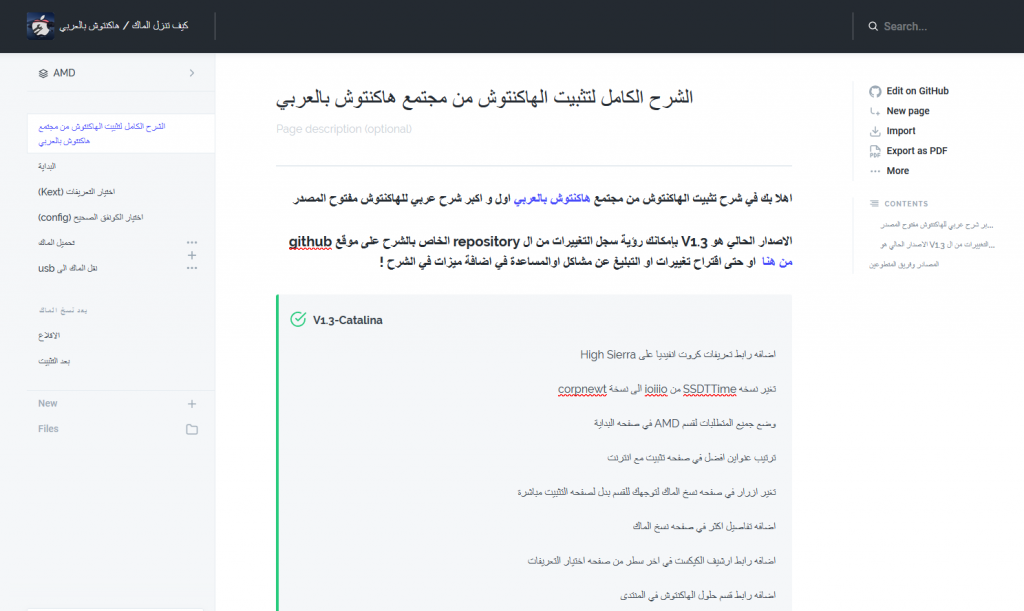 كيف تنزل الماك / هاكنتوش بالعربي
Search...
AMD
الشرح الكامل لتثبيت الهاكنتوش من مجتمع
هاكنتوش بالعربي
البداية
اختيار التعريفات (Kext)
اختيار الكونفق الصحيح (config)
تحميل الماك
نقل الماك الى usb
بعد نسخ الماك
الاقلاع
بعد التثبيت
New
Files
الشرح الكامل لتثبيت الهاكنتوش من مجتمع هاكنتوش بالعربي
Page description (optional)
اهلا بك في شرح تثبيت الهاكنتوش من مجتمع هاكنتوش بالعربي اول و اكبر شرح عربي للهاكنتوش مفتوح المصدر
الاصدار الحالي هو V1.3 بإمكانك رؤية سجل التغييرات من ال repository الخاص بالشرح على موقع github
من هنا او حتى اقتراح تغييرات او التبليغ عن مشاكل اوالمساعدة في اضافة ميزات في الشرح !
V1.3-Catalina
اضافه رابط تعريفات كروت انفيديا على High Sierra
تغير نسخه SSDTTime من ioiiio الى نسخة corpnewt
وضع جميع المتطلبات لقسم AMD في صفحه البداية
ترتيب عنواين افضل في صفحه تثبيت مع انترنت
تغير ازرار في صفحه نسخ الماك لتوجهك للقسم بدل لصفحه التثبيت مباشرة
اضافه تفاصيل اكثر في صفحه نسخ الماك
اضافه رابط ارشيف الكيكست في اخر سطر من صفحه اختيار التعريفات
اضافه رابط قسم حلول الهاكنتوش في المنتدى
Edit on GitHub
New page
Import
Export as PDF
More
CONTENTS
...بر شرح عربي للهاكنتوش مفتوح المصدر
...التغييرات من ال V1.3 الاصدار الحالي هو
المصادر وفريق المتطوعين